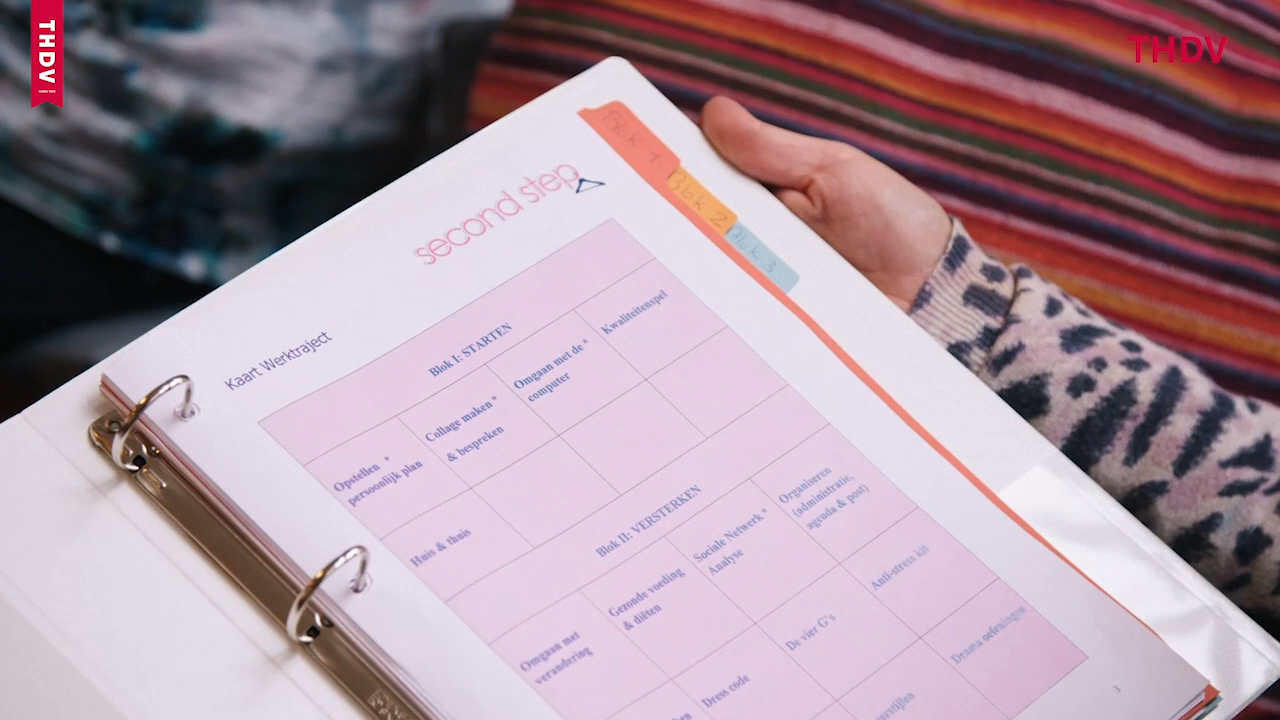 THDV
THDV
Blok 1
Blok 2
Blok 3
second step
Kaart Werktraject
Blok I: STARTEN
Opstellen *
persoonlijk plan
Collage maken *
& bespreken
Omgaan met de *
computer
Kwaliteitenspel
Huis & thuis
Blok II: VERSTERKEN
Omgaan met
verandering
Gezonde voeding
& diëten
Sociale Netwerk *
Analyse
Organiseren
(administratie,
agenda & post)
Dress code
De vier G's
Anti-stress kit
Drama oefeningen
3